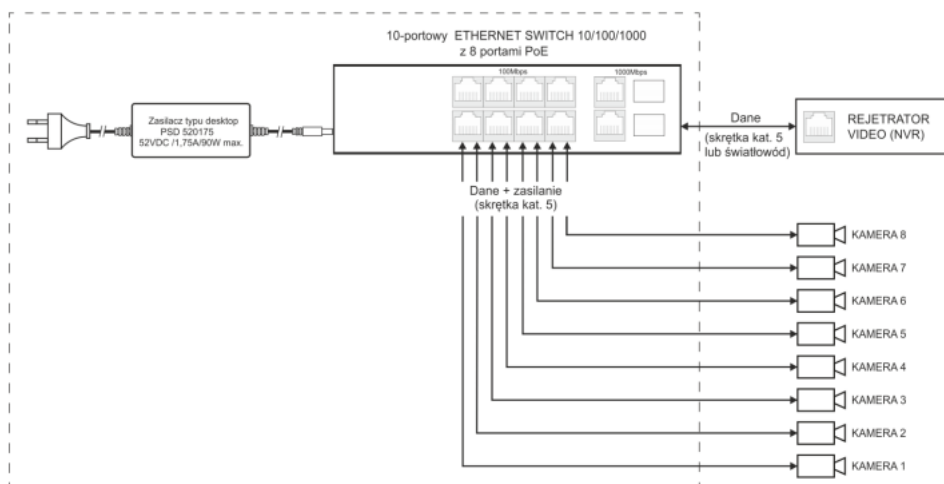 10-portowy ETHERNET SWITCH 10/100/1000
z 8 portami PoE
100Mbps
1000Mbps
Zasilacz typu desktop
PSD 520175
52VDC /1,75A/90W max.
Dane
(skrętka kat. 5
lub światłowód)
REJETRATOR
VIDEO (NVR)
Dane + zasilanie
(skrętka kat. 5)
KAMERA 8
KAMERA 7
KAMERA 6
KAMERA 5
KAMERA 4
KAMERA 3
KAMERA 2
KAMERA 1